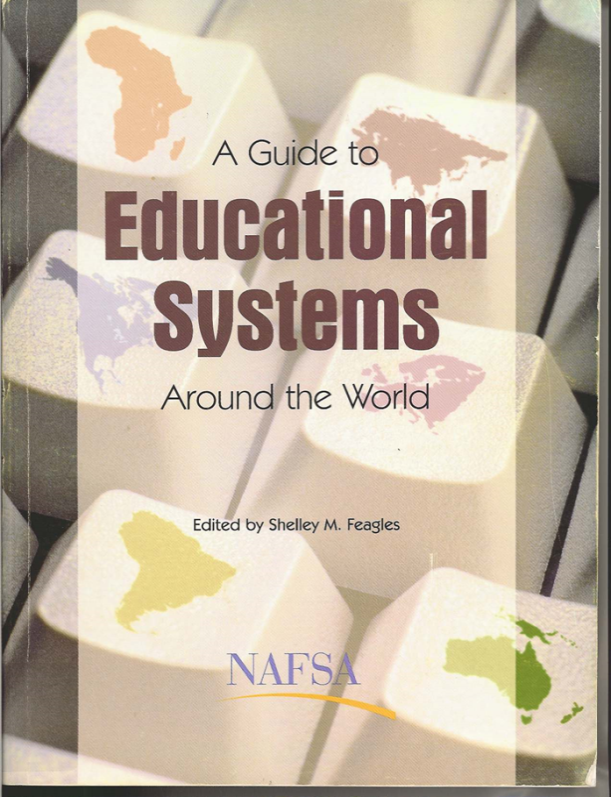 A Guide to
Educational
Systems
Around the World
Edited by Shelley M. Feagles
NAFSA